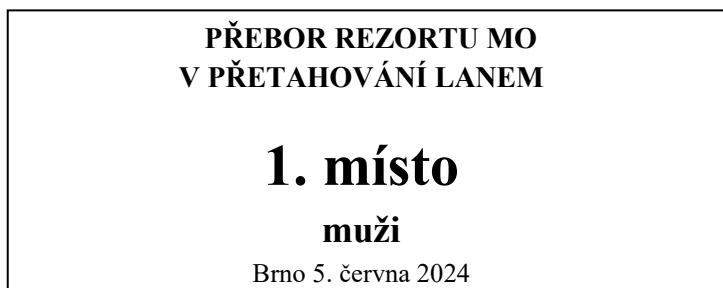 PŘEBOR REZORTU MO
V PŘETAHOVÁNÍ LANEM
1. místo
muži
Brno 5. června 2024